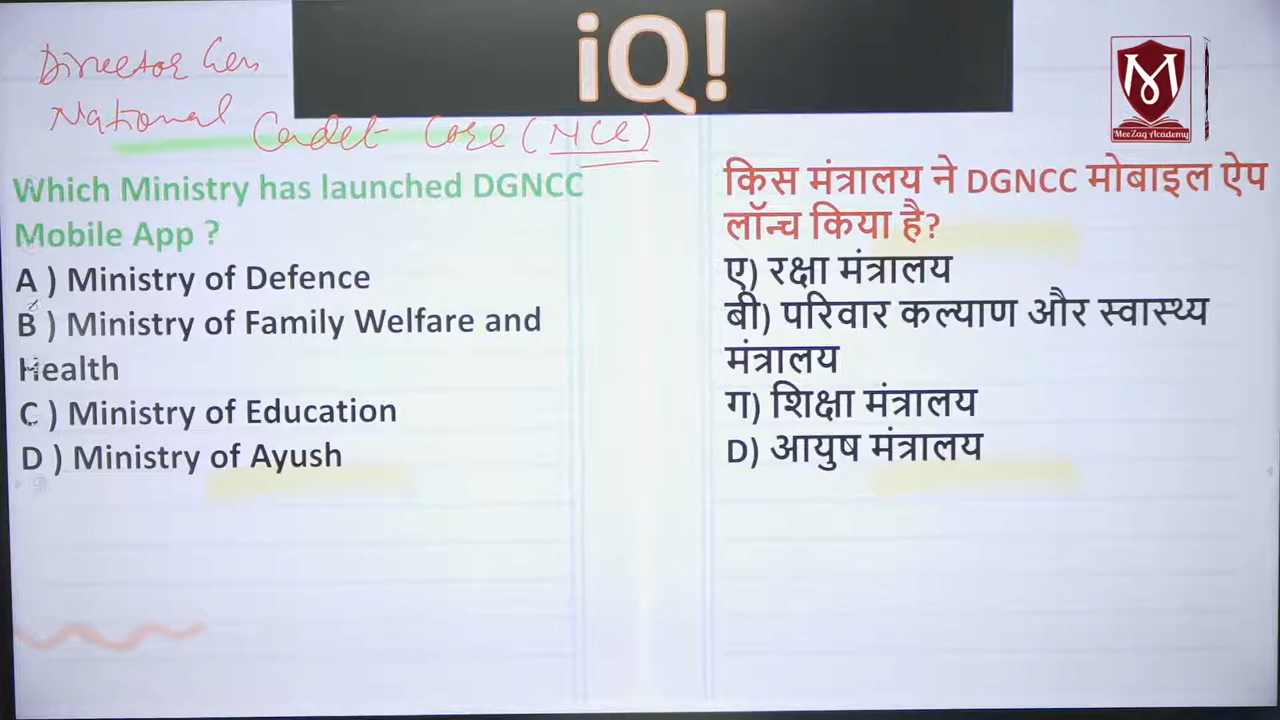 iQ!
Director Gen
National Cadet Core (NCC)
MeeZaq Academy
Which Ministry has launched DGNCC
Mobile App ?
A ) Ministry of Defence
B ) Ministry of Family Welfare and
Health
C ) Ministry of Education
D ) Ministry of Ayush
किस मंत्रालय ने DGNCC मोबाइल ऐप
लॉन्च किया है?
ए) रक्षा मंत्रालय
बी) परिवार कल्याण और स्वास्थ्य
मंत्रालय
ग) शिक्षा मंत्रालय
D) आयुष मंत्रालय